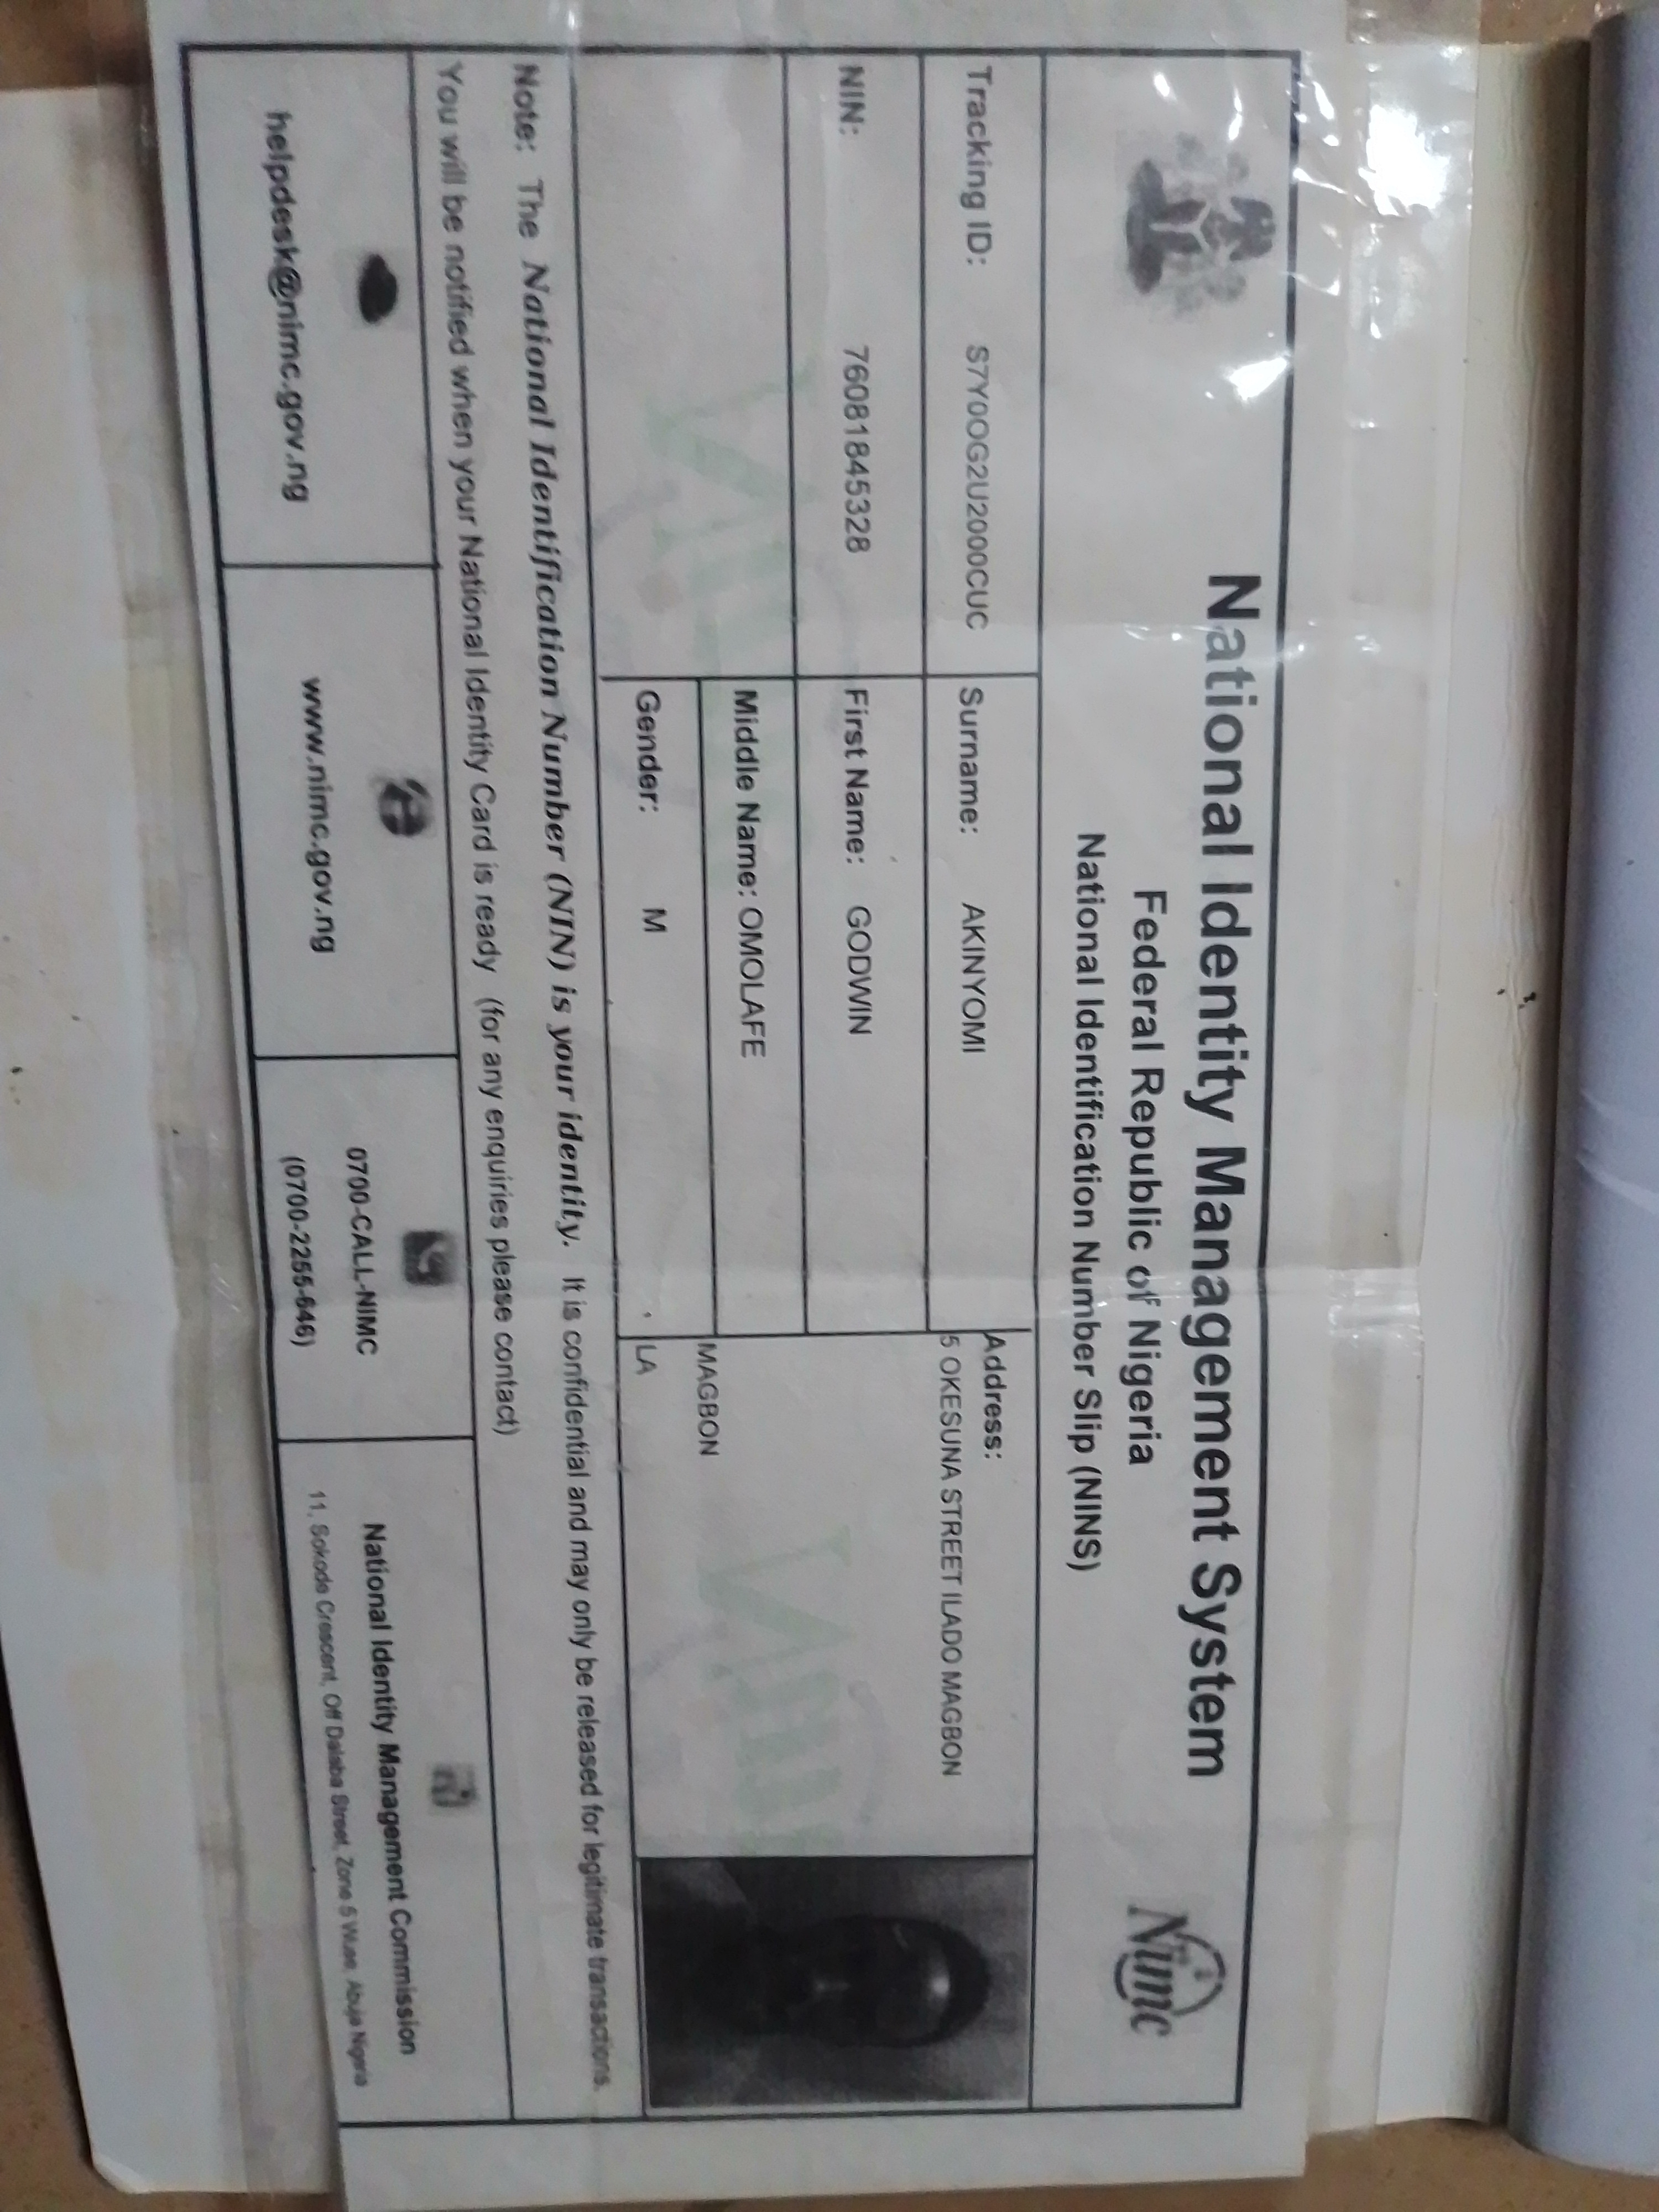 National Identity Management System
Federal Republic of Nigeria
National Identification Number Slip (NINS)
Nimc
Tracking ID: S7Y0OG2U2000CUC
Surname: AKINYOMI
Address:
5 OKESUNA STREET ILADO MAGBON
NIN: 76081845328
First Name: GODWIN
Middle Name: OMOLAFE
MAGBON
Gender: M
LA
Note: The National Identification Number (NIN) is your identity. It is confidential and may only be released for legitimate transactions.
You will be notified when your National Identity Card is ready (for any enquiries please contact)
helpdesk@nimc.gov.ng
www.nimc.gov.ng
0700-CALL-NIMC
(0700-2255-646)
National Identity Management Commission
11, Sokode Crescent, Off Dalaba Street, Zone 5 Wuse, Abuja Nigeria